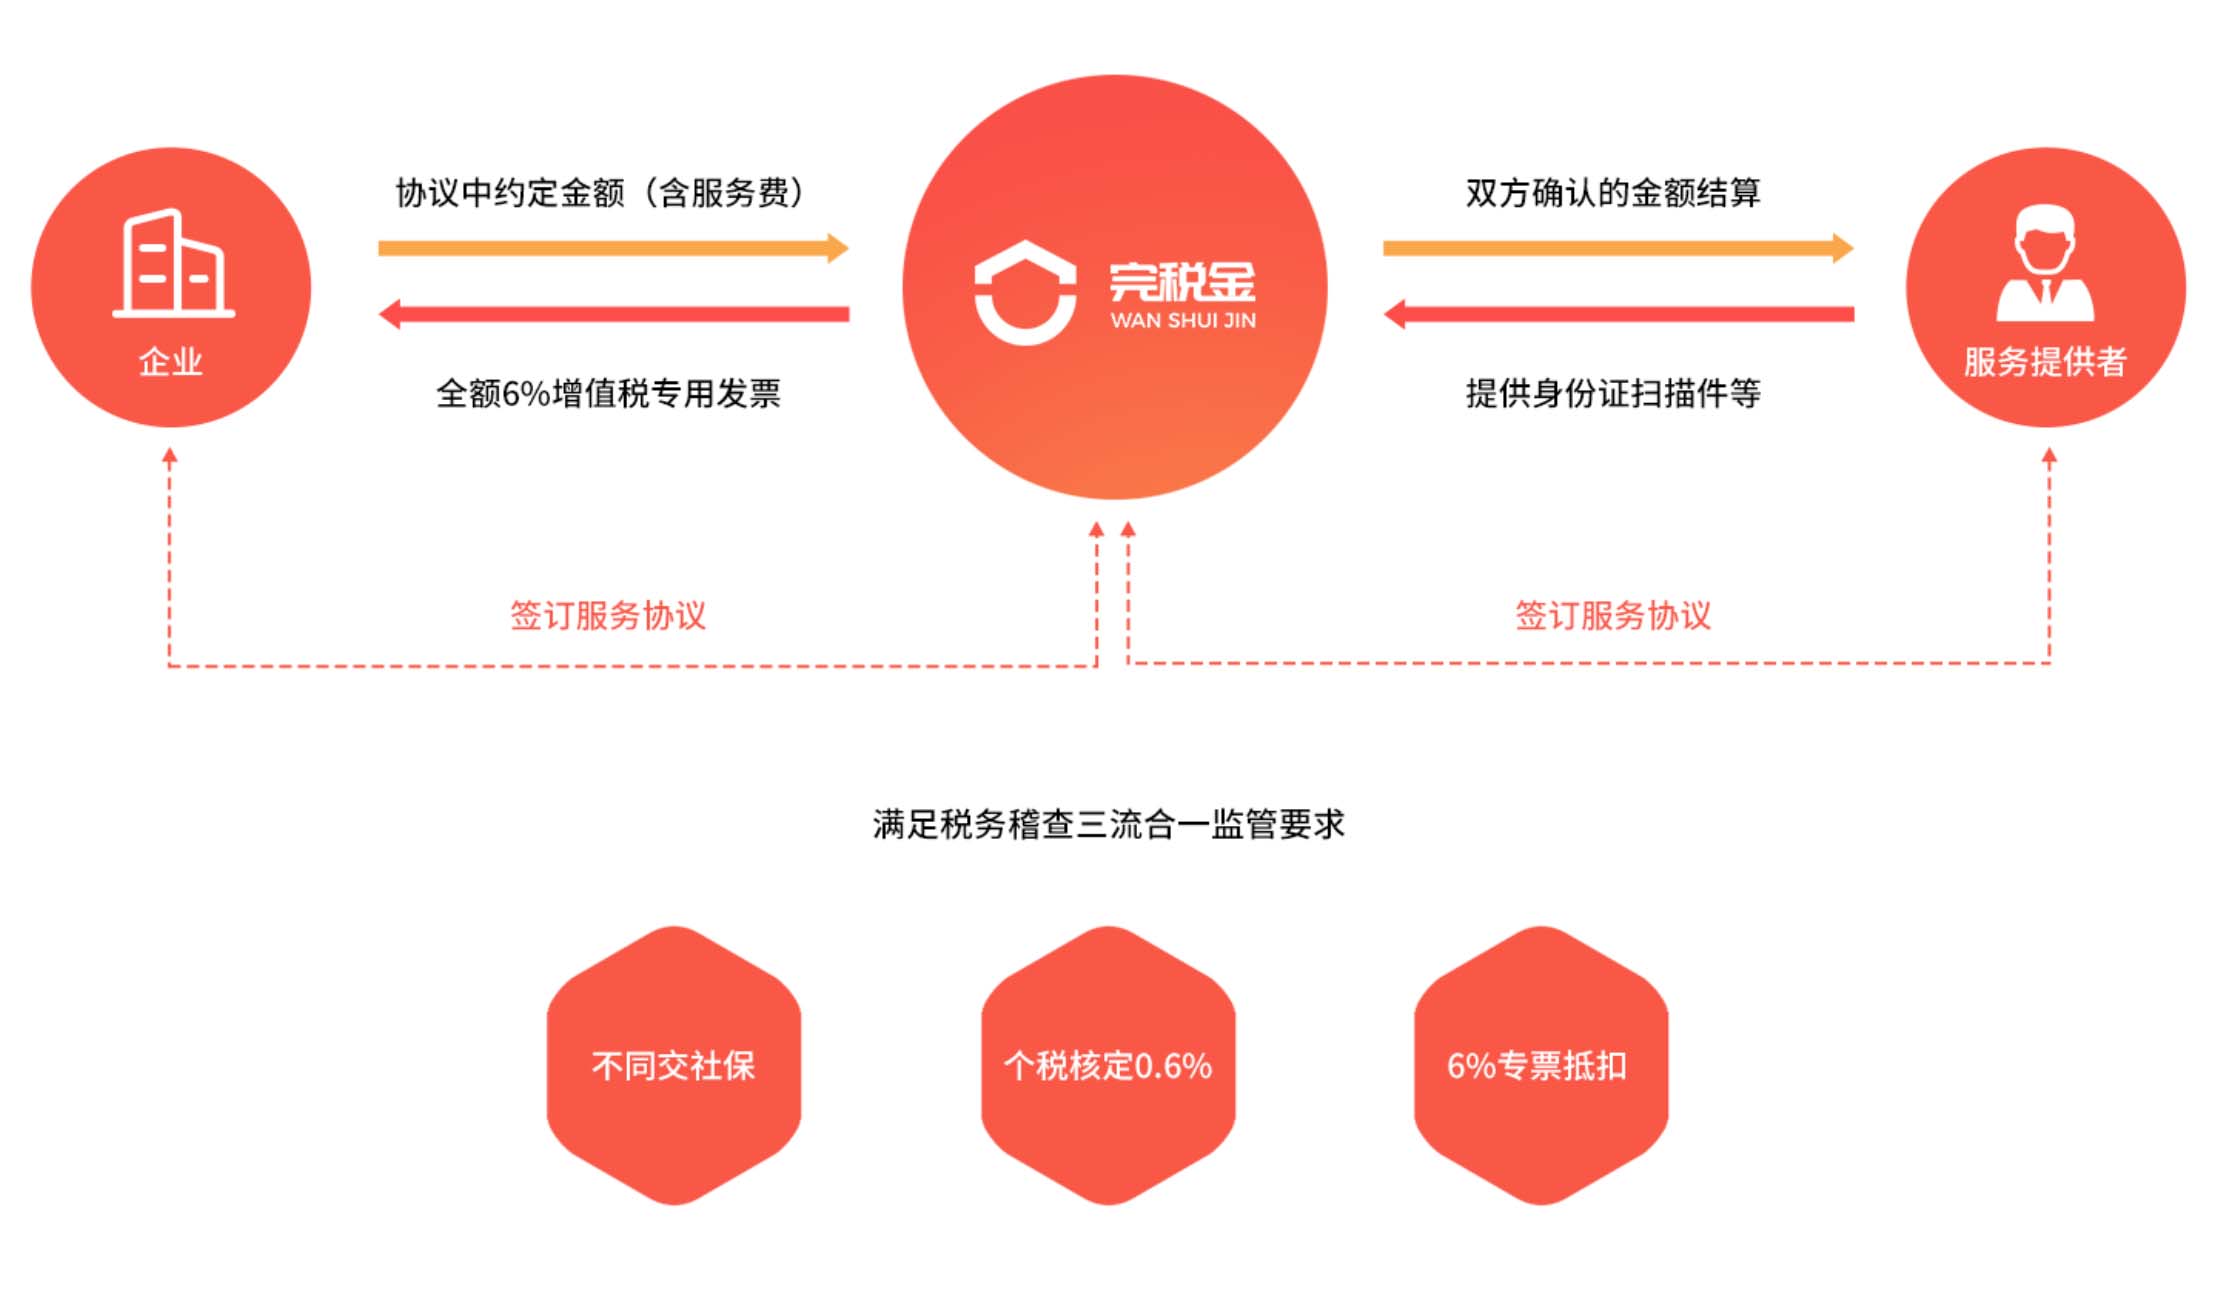 协议中约定金额（含服务费）
双方确认的金额结算
完税金
WAN SHUI JIN
企业
服务提供者
全额6%增值税专用发票
提供身份证扫描件等
签订服务协议
签订服务协议
满足税务稽查三流合一监管要求
不同交社保
个税核定0.6%
6%专票抵扣